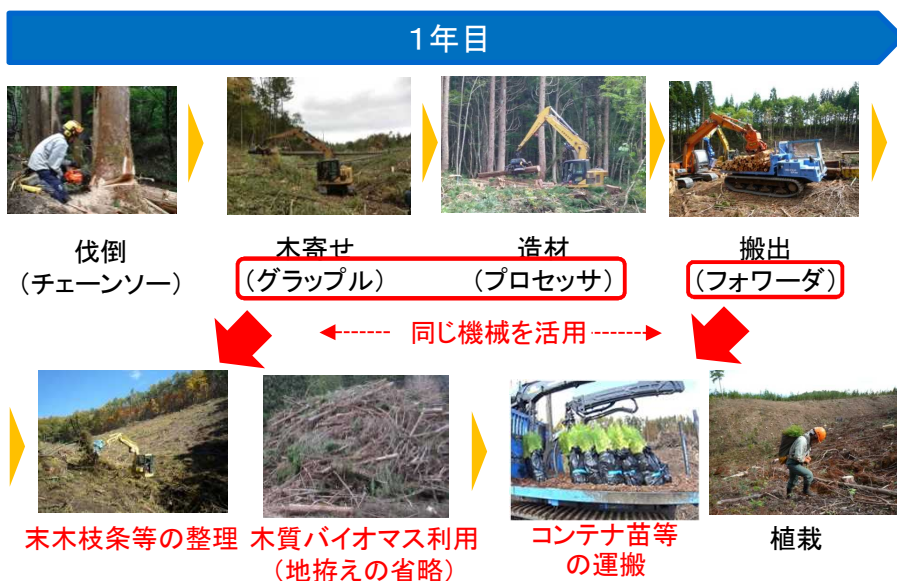 1年目
伐倒
（チェーンソー）
木寄せ
（グラップル）
造材
（プロセッサ）
搬出
（フォワーダ）
同じ機械を活用
末木枝条等の整理
木質バイオマス利用
（地拵えの省略）
コンテナ苗等
の運搬
植栽